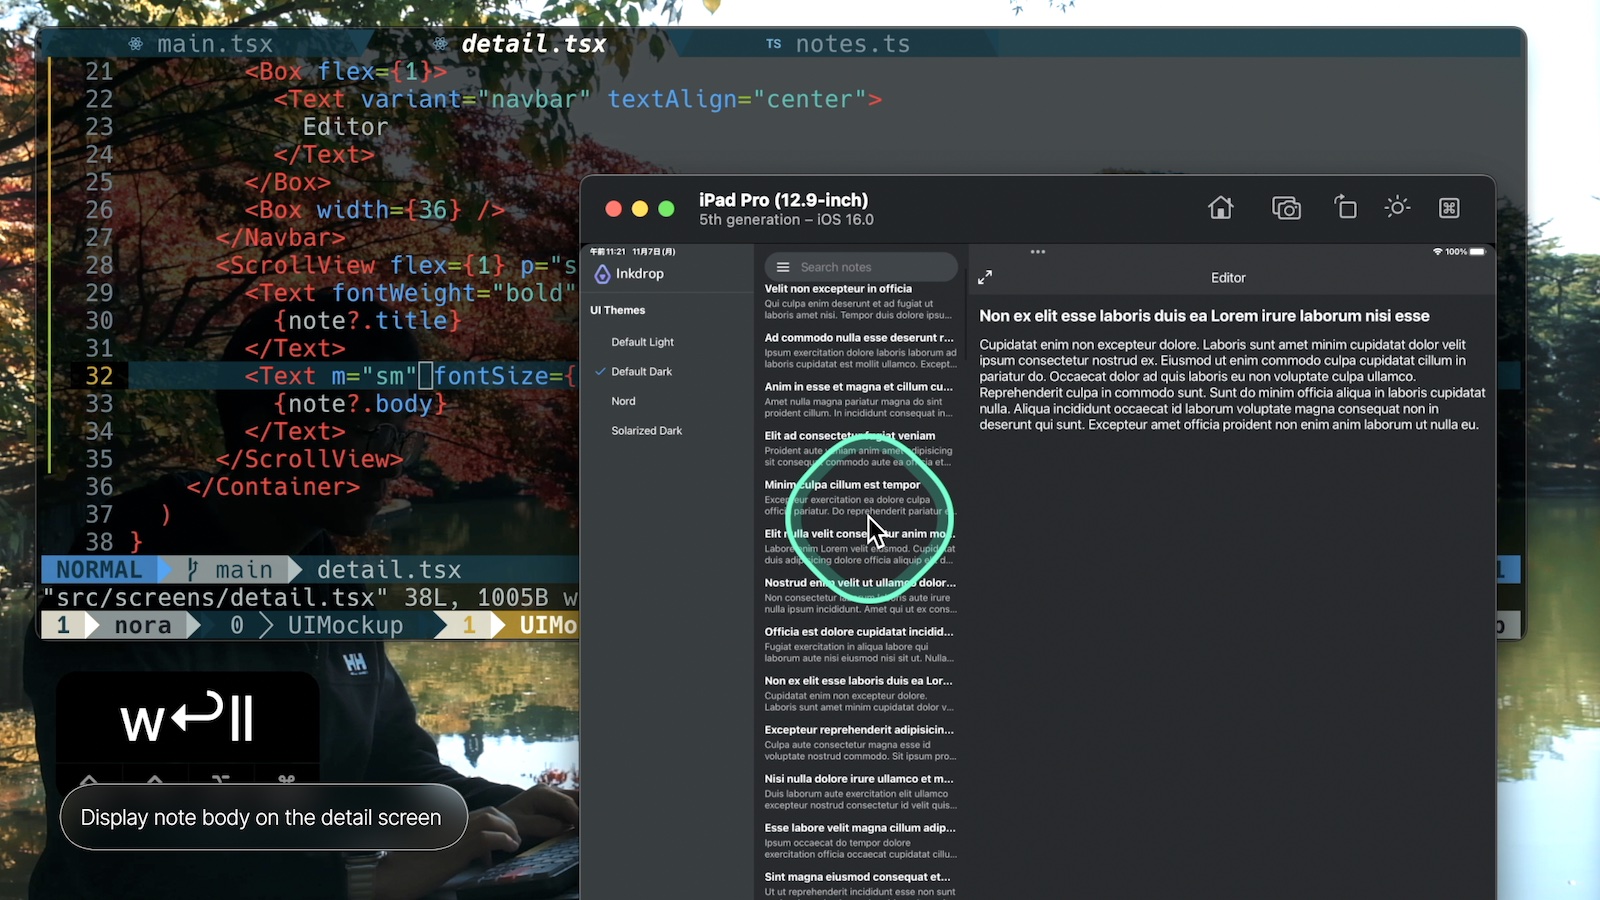 main.tsx
detail.tsx
TS notes.ts
21 <Box flex={1}>
22 <Text variant="navbar" textAlign="center">
23 Editor
24 </Text>
25 </Box>
26 <Box width={36} />
27 </Navbar>
28 <ScrollView flex={1} p="s
29 <Text fontWeight="bold"
30 {note?.title}
31 </Text>
32 <Text m="sm" fontSize={
33 {note?.body}
34 </Text>
35 </ScrollView>
36 </Container>
37 )
38 }
NORMAL main detail.tsx
"src/screens/detail.tsx" 38L, 1005B w
1 nora 0 UIMockup 1 UIMo
w↩ll
Display note body on the detail screen
iPad Pro (12.9-inch)
5th generation – iOS 16.0
午前11:21 11月7日(月)
100%
Inkdrop
UI Themes
Default Light
Default Dark
Nord
Solarized Dark
Search notes
Velit non excepteur in officia
Qui culpa enim deserunt et ad fugiat ut
laboris amet nisi. Tempor duis dolore ipsu...
Ad commodo nulla esse deserunt r...
Ipsum exercitation dolore laboris laborum ad
laboris cupidatat est mollit ullamco. Except...
Anim in esse et magna et cillum cu...
Amet nulla magna pariatur magna do sint
proident cillum. In incididunt consequat in...
Elit ad consectetur fugiat veniam
Proident aute veniam anim amet adipisicing
sit consequat commodo aute ea officia et...
Minim culpa cillum est tempor
Excepteur exercitation ea dolore culpa
officia pariatur. Do reprehenderit pariatur e...
Elit nulla velit consectetur anim mo...
Labore anim Lorem velit eiusmod. Cupidatat
duis adipisicing dolore officia aliquip et d...
Nostrud enim velit ut ullamco dolor...
Non consectetur laborum laboris aute irure
nulla ipsum incididunt. Amet qui ut ex cons...
Officia est dolore cupidatat incidid...
Fugiat exercitation in aliqua labore qui
laborum aute nisi eiusmod nisi sit ut. Nulla...
Non ex elit esse laboris duis ea Lor...
Cupidatat enim non excepteur dolore.
Laboris sunt amet minim cupidatat dolor v...
Excepteur reprehenderit adipisicin...
Culpa aute consectetur magna esse id
voluptate nostrud commodo. Sit ipsum pro...
Nisi nulla dolore irure ullamco et m...
Duis laborum aute exercitation elit ullamco
excepteur nostrud consectetur id velit quis...
Esse labore velit magna cillum adip...
Ipsum occaecat do tempor dolore
exercitation officia occaecat cupidatat cillu...
Sint magna eiusmod consequat et...
Ut ut reprehenderit incididunt esse non sunt
Editor
Non ex elit esse laboris duis ea Lorem irure laborum nisi esse
Cupidatat enim non excepteur dolore. Laboris sunt amet minim cupidatat dolor velit
ipsum consectetur nostrud ex. Eiusmod ut enim commodo culpa cupidatat cillum in
pariatur do. Occaecat dolor ad quis laboris eu non voluptate culpa ullamco.
Reprehenderit culpa in commodo sunt. Sunt do minim officia aliqua in laboris cupidatat
nulla. Aliqua incididunt occaecat id laborum voluptate magna consequat non in
deserunt qui sunt. Excepteur amet officia proident non enim anim laborum ut nulla eu.
HH